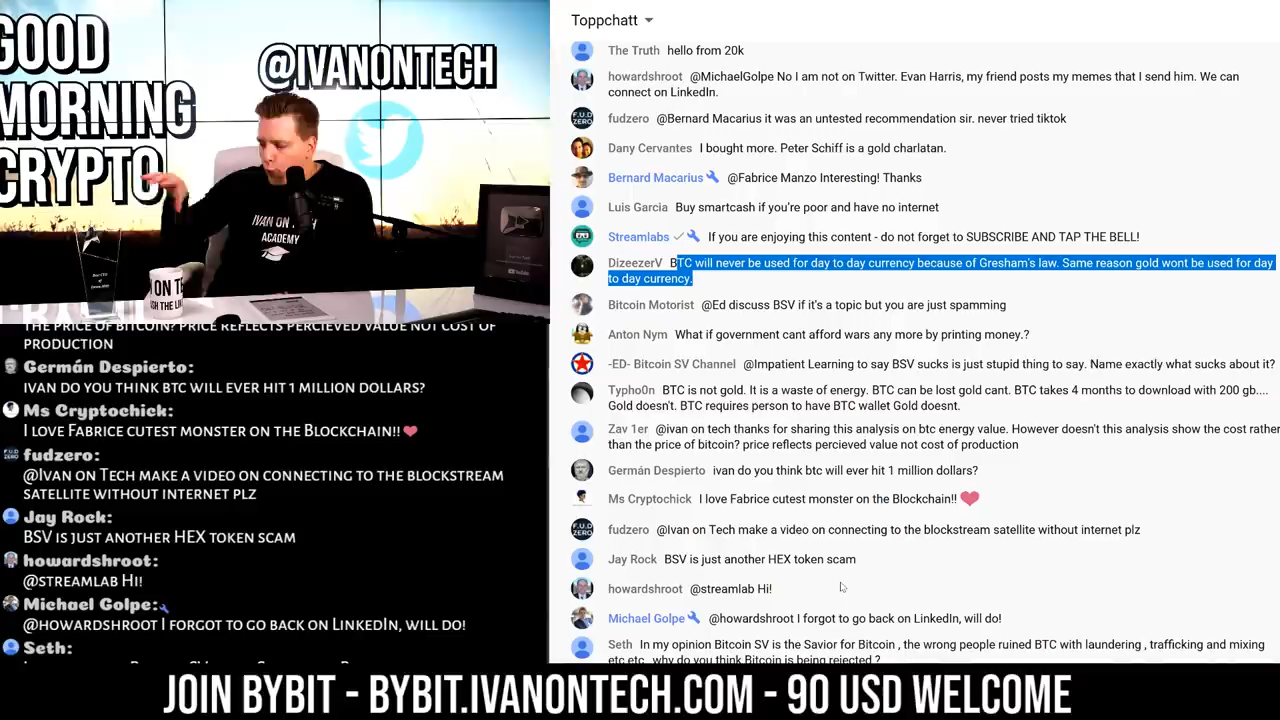 GOOD
MORNING
CRYPTO
@IVANONTECH
IVAN ON TECH
ACADEMY
THE PRICE OF BITCOIN? PRICE REFLECTS PERCIEVED VALUE NOT COST OF
PRODUCTION
Germán Despierto:
IVAN DO YOU THINK BTC WILL EVER HIT 1 MILLION DOLLARS?
Ms Cryptochick:
I LOVE FABRICE CUTEST MONSTER ON THE BLOCKCHAIN!! ❤
fudzero:
@IVAN ON TECH MAKE A VIDEO ON CONNECTING TO THE BLOCKSTREAM
SATELLITE WITHOUT INTERNET PLZ
Jay Rock:
BSV IS JUST ANOTHER HEX TOKEN SCAM
howardshroot:
@STREAMLAB HI!
Michael Golpe:
@HOWARDSHROOT I FORGOT TO GO BACK ON LINKEDIN, WILL DO!
Seth:
Toppchatt
The Truth hello from 20k
howardshroot @MichaelGolpe No I am not on Twitter. Evan Harris, my friend posts my memes that I send him. We can
connect on LinkedIn.
fudzero @Bernard Macarius it was an untested recommendation sir. never tried tiktok
Dany Cervantes I bought more. Peter Schiff is a gold charlatan.
Bernard Macarius @Fabrice Manzo Interesting! Thanks
Luis Garcia Buy smartcash if you're poor and have no internet
Streamlabs If you are enjoying this content - do not forget to SUBSCRIBE AND TAP THE BELL!
DizeezerV BTC will never be used for day to day currency because of Gresham's law. Same reason gold wont be used for day
to day currency.
Bitcoin Motorist @Ed discuss BSV if it's a topic but you are just spamming
Anton Nym What if government cant afford wars any more by printing money.?
-ED- Bitcoin SV Channel @Impatient Learning to say BSV sucks is just stupid thing to say. Name exactly what sucks about it?
Typho0n BTC is not gold. It is a waste of energy. BTC can be lost gold cant. BTC takes 4 months to download with 200 gb....
Gold doesn't. BTC requires person to have BTC wallet Gold doesnt.
Zav 1er @ivan on tech thanks for sharing this analysis on btc energy value. However doesn't this analysis show the cost rather
than the price of bitcoin? price reflects percieved value not cost of production
Germán Despierto ivan do you think btc will ever hit 1 million dollars?
Ms Cryptochick I love Fabrice cutest monster on the Blockchain!! ❤
fudzero @Ivan on Tech make a video on connecting to the blockstream satellite without internet plz
Jay Rock BSV is just another HEX token scam
howardshroot @streamlab Hi!
Michael Golpe @howardshroot I forgot to go back on LinkedIn, will do!
Seth In my opinion Bitcoin SV is the Savior for Bitcoin , the wrong people ruined BTC with laundering , trafficking and mixing
etc etc, why do you think Bitcoin is being rejected ?
JOIN BYBIT - BYBIT.IVANONTECH.COM - 90 USD WELCOME